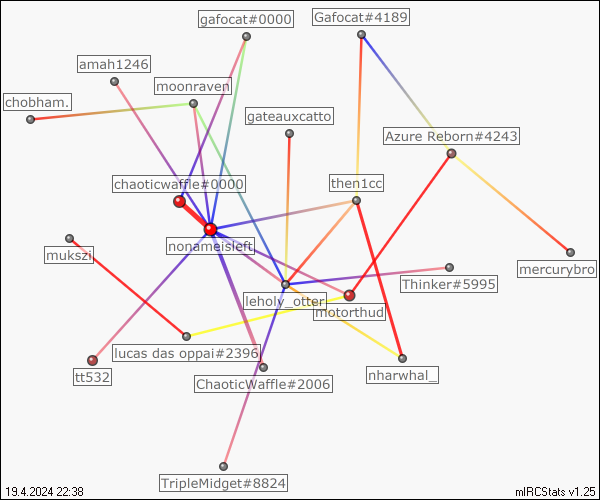 gafocat#0000
Gafocat#4189
amah1246
moonraven
chobham.
gateauxcatto
Azure Reborn#4243
chaoticwaffle#0000
then1cc
nonameisleft
mukszi
mercurybro
Thinker#5995
leholy_otter
motorthud
lucas das oppai#2396
tt532
ChaoticWaffle#2006
nharwhal_
TripleMidget#8824
19.4.2024 22:38
mIRCStats v1.25